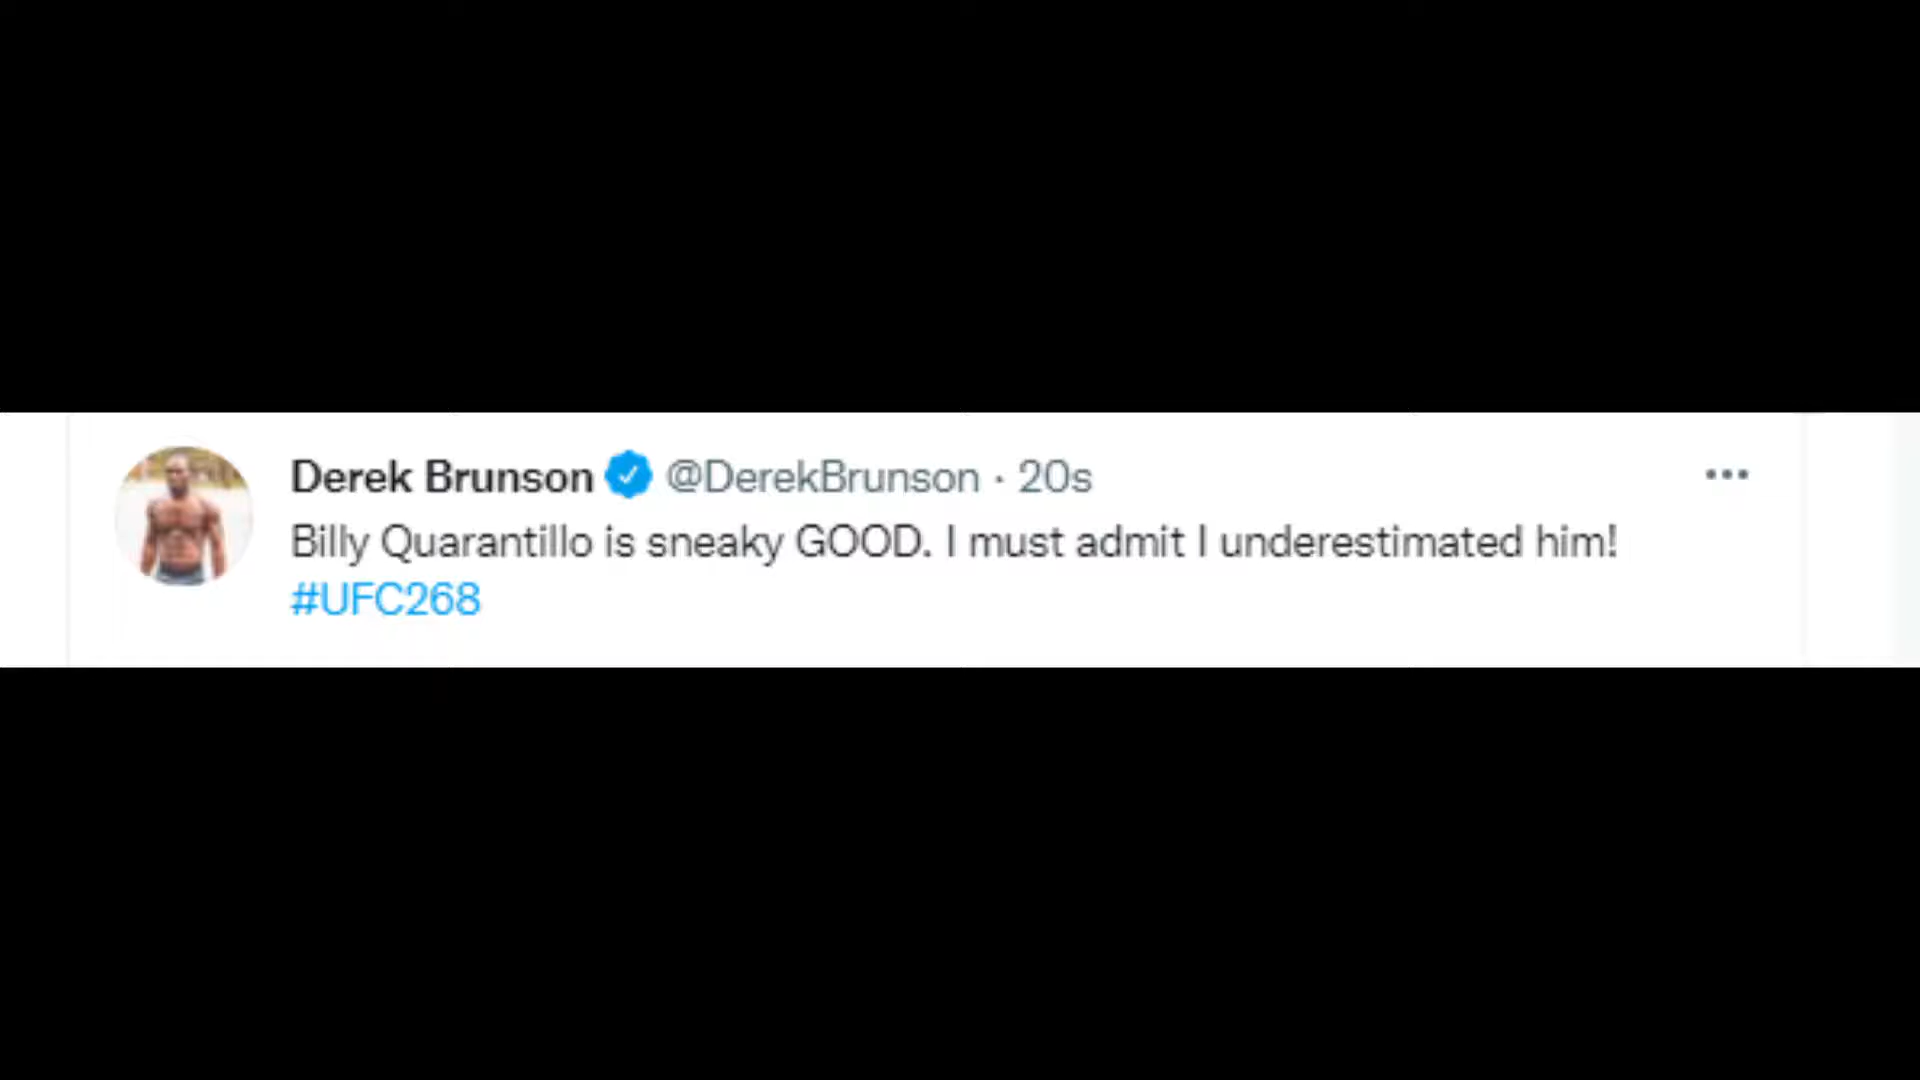 Derek Brunson @DerekBrunson · 20s
Billy Quarantillo is sneaky GOOD. I must admit I underestimated him!
#UFC268